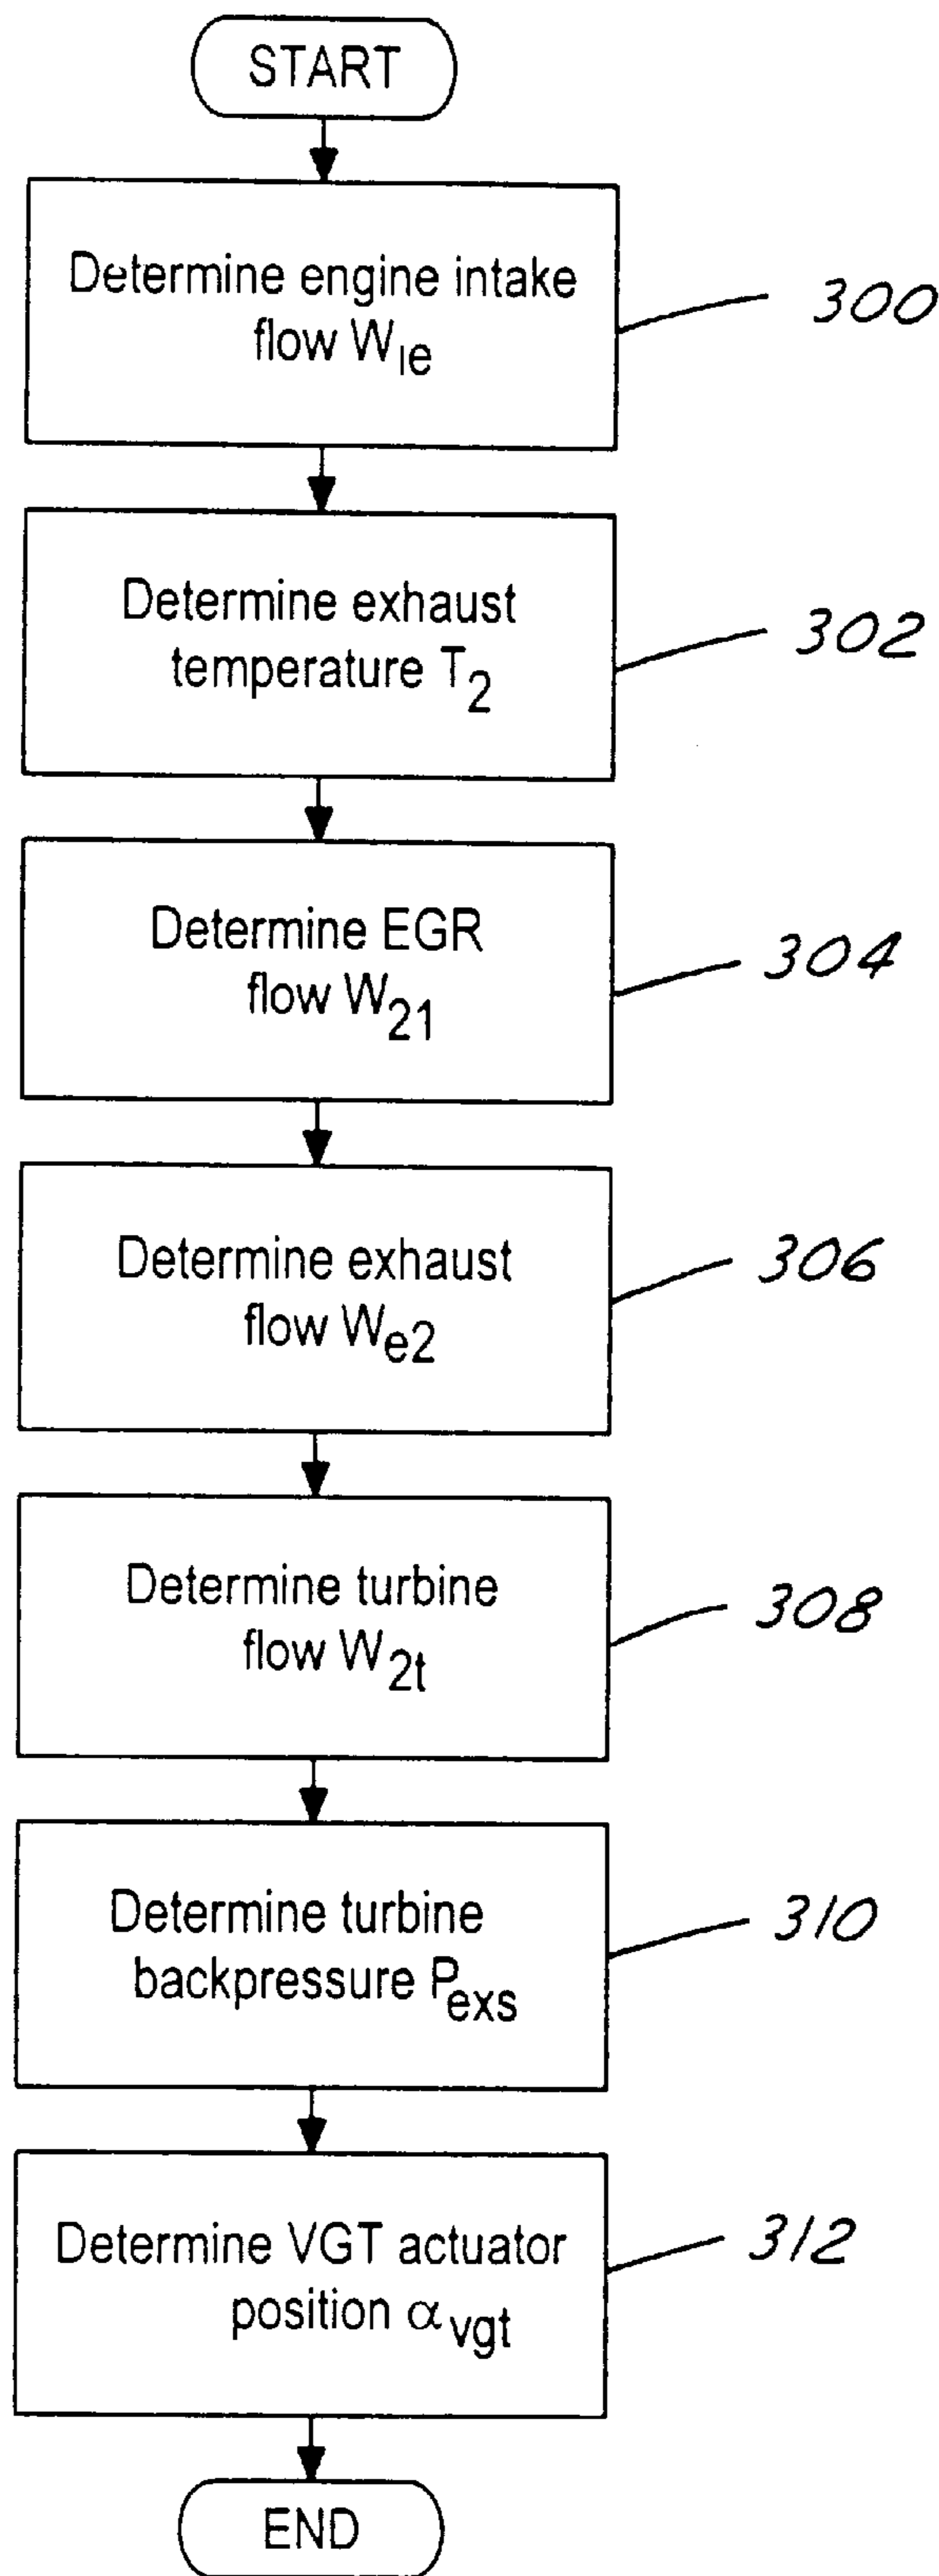 START
Determine engine intake
flow W_ie
300
Determine exhaust
temperature T_2
302
Determine EGR
flow W_21
304
Determine exhaust
flow W_e2
306
Determine turbine
flow W_2t
308
Determine turbine
backpressure P_exs
310
Determine VGT actuator
position α_vgt
312
END